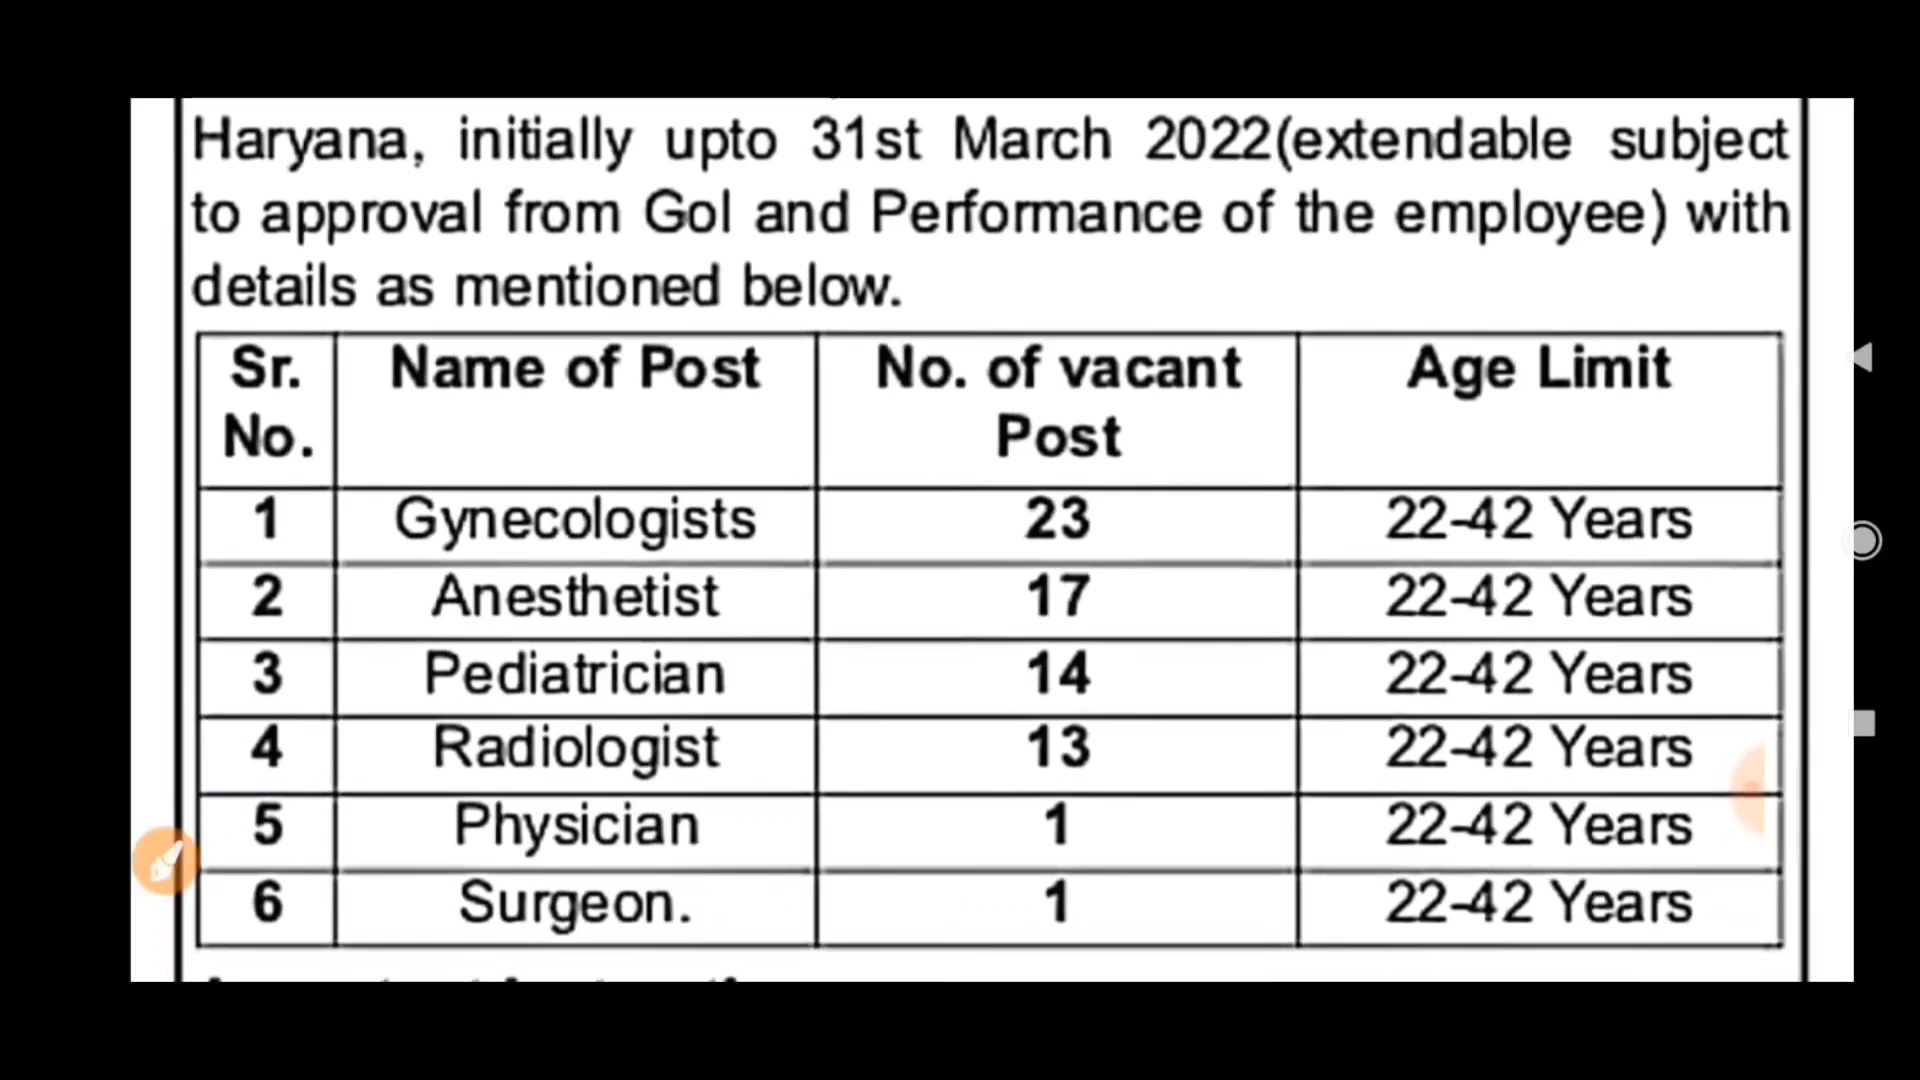 Haryana, initially upto 31st March 2022(extendable subject
to approval from GoI and Performance of the employee) with
details as mentioned below.
Sr. No. Name of Post No. of vacant Post Age Limit
1 Gynecologists 23 22-42 Years
2 Anesthetist 17 22-42 Years
3 Pediatrician 14 22-42 Years
4 Radiologist 13 22-42 Years
5 Physician 1 22-42 Years
6 Surgeon. 1 22-42 Years